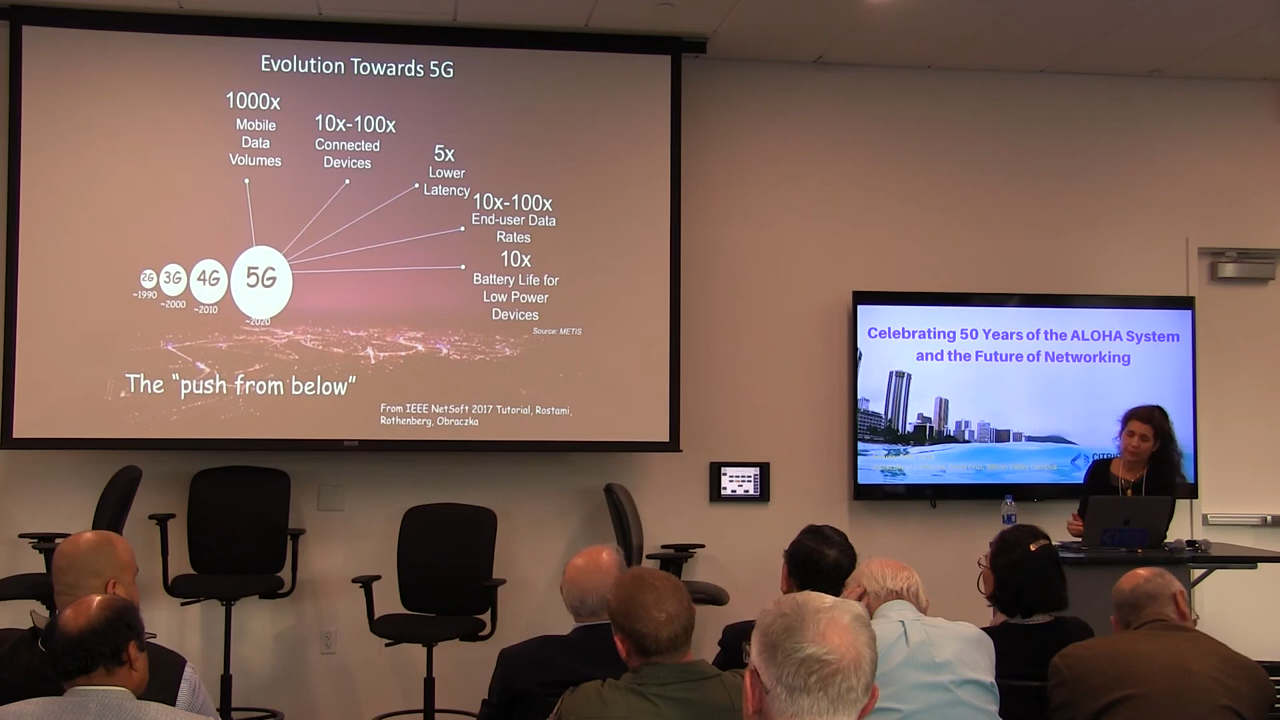 Evolution Towards 5G
1000x
Mobile
Data
Volumes
10x-100x
Connected
Devices
5x
Lower
Latency
10x-100x
End-user Data
Rates
10x
Battery Life for
Low Power
Devices
2G
3G
4G
5G
~1990
~2000
~2010
~2020
Source: METIS
The "push from below"
From IEEE NetSoft 2017 Tutorial, Rostami,
Rothenberg, Obraczka
Celebrating 50 Years of the ALOHA System
and the Future of Networking